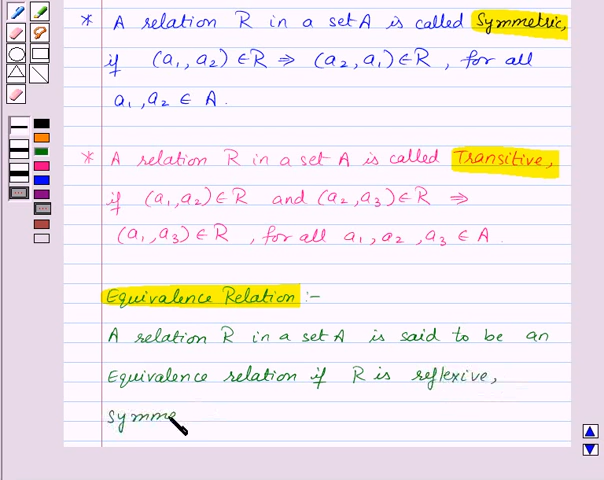 * A relation R in a set A is called Symmetric,
if (a₁, a₂) ∈ R ⇒ (a₂, a₁) ∈ R, for all
a₁, a₂ ∈ A.
* A relation R in a set A is called Transitive,
if (a₁, a₂) ∈ R and (a₂, a₃) ∈ R ⇒
(a₁, a₃) ∈ R, for all a₁, a₂, a₃ ∈ A
Equivalence Relation :-
A relation R in a set A is said to be an
Equivalence relation if R is reflexive,
Symme